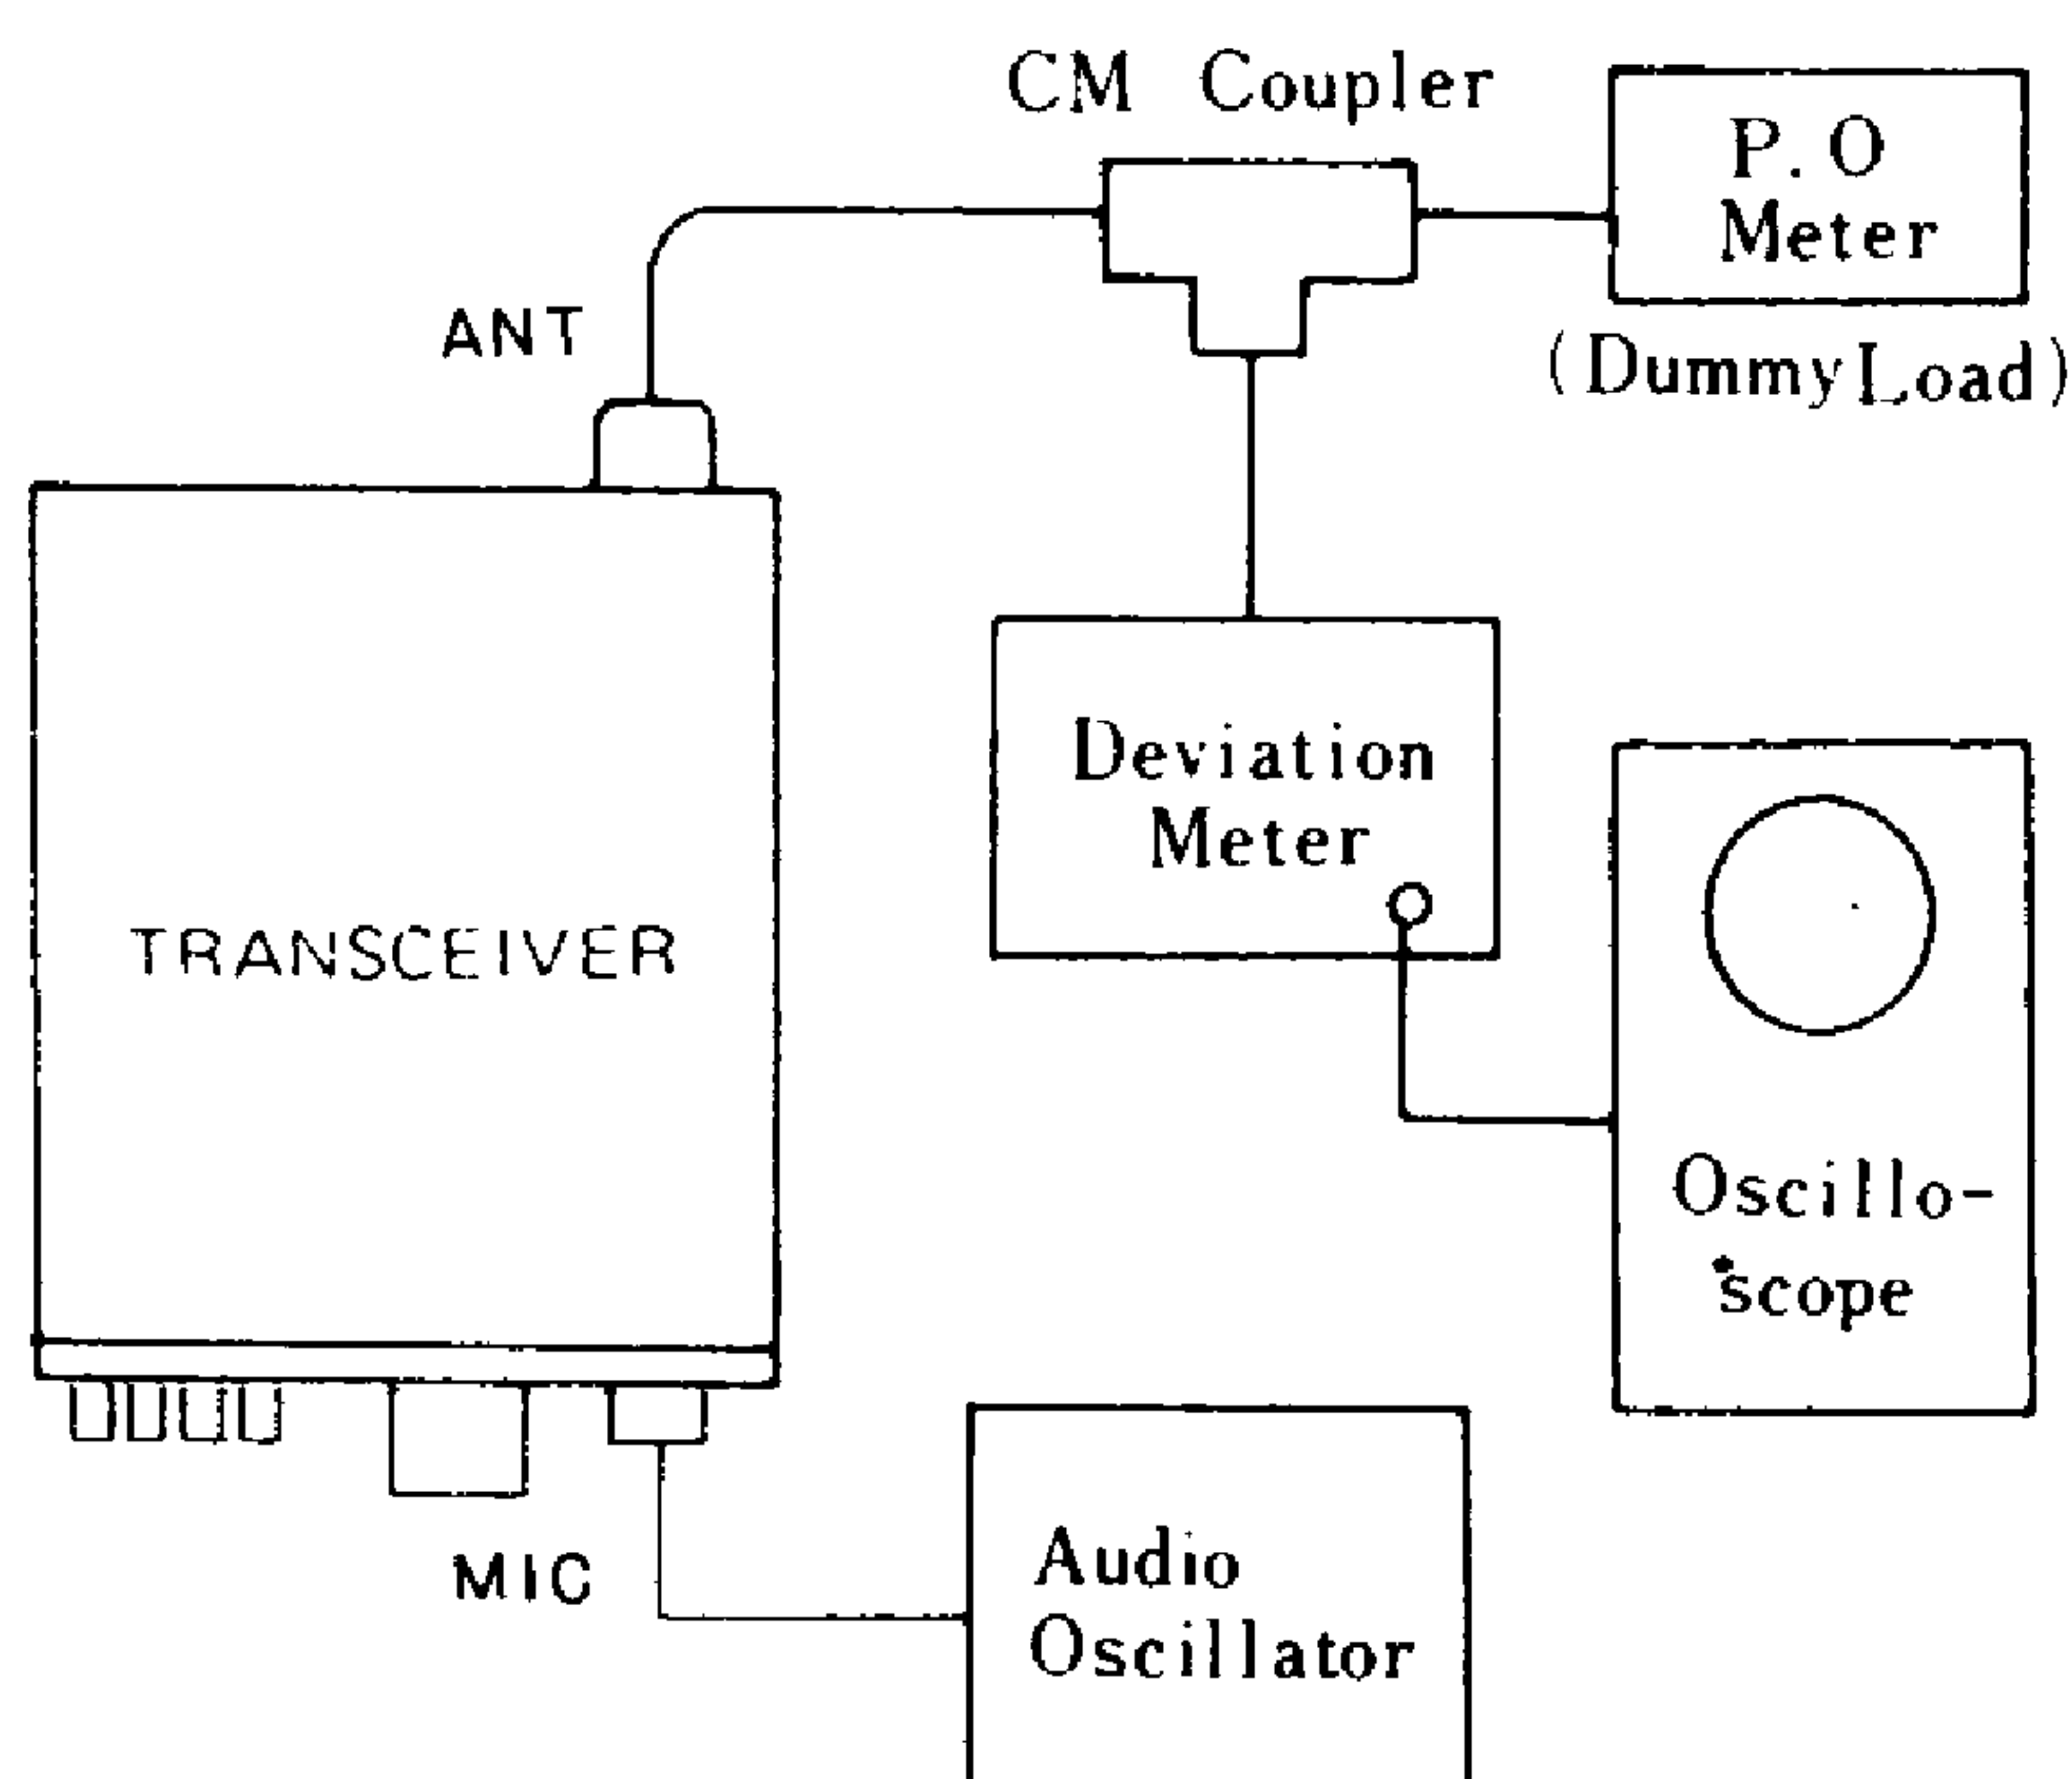 CM Coupler
P.O
Meter
(Dummy Load)
ANT
Deviation
Meter
TRANSCEIVER
Oscillo-
scope
MIC
Audio
Oscillator